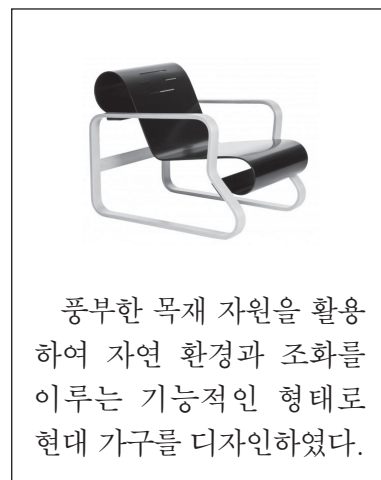 풍부한 목재 자원을 활용
하여 자연 환경과 조화를
이루는 기능적인 형태로
현대 가구를 디자인하였다.